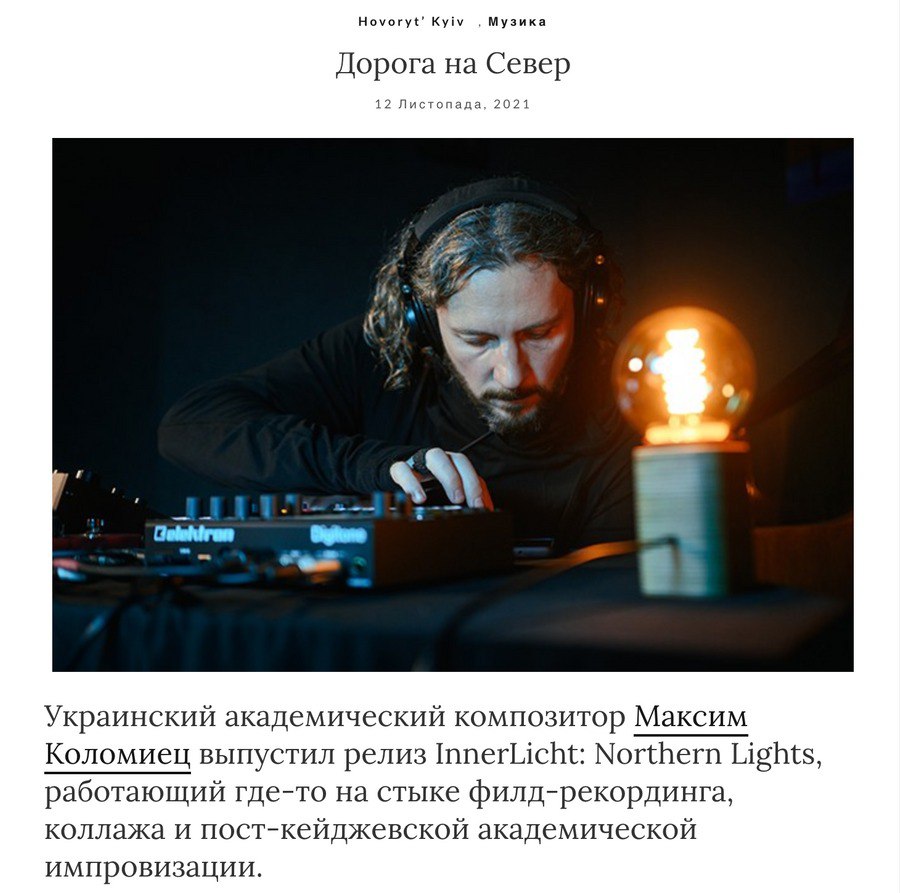 Hovoryt' Kyiv , Музика
Дорога на Север
12 Листопада, 2021
elektron Digitone
Украинский академический композитор Максим
Коломиец выпустил релиз InnerLicht: Northern Lights,
работающий где-то на стыке филд-рекординга,
коллажа и пост-кейджевской академической
импровизации.